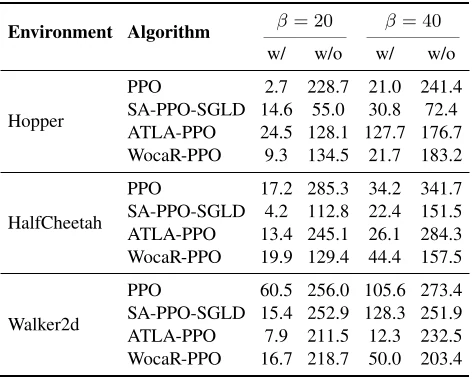 Environment Algorithm β = 20 β = 40
w/ w/o w/ w/o
Hopper
PPO 2.7 228.7 21.0 241.4
SA-PPO-SGLD 14.6 55.0 30.8 72.4
ATLA-PPO 24.5 128.1 127.7 176.7
WocaR-PPO 9.3 134.5 21.7 183.2
HalfCheetah
PPO 17.2 285.3 34.2 341.7
SA-PPO-SGLD 4.2 112.8 22.4 151.5
ATLA-PPO 13.4 245.1 26.1 284.3
WocaR-PPO 19.9 129.4 44.4 157.5
Walker2d
PPO 60.5 256.0 105.6 273.4
SA-PPO-SGLD 15.4 252.9 128.3 251.9
ATLA-PPO 7.9 211.5 12.3 232.5
WocaR-PPO 16.7 218.7 50.0 203.4